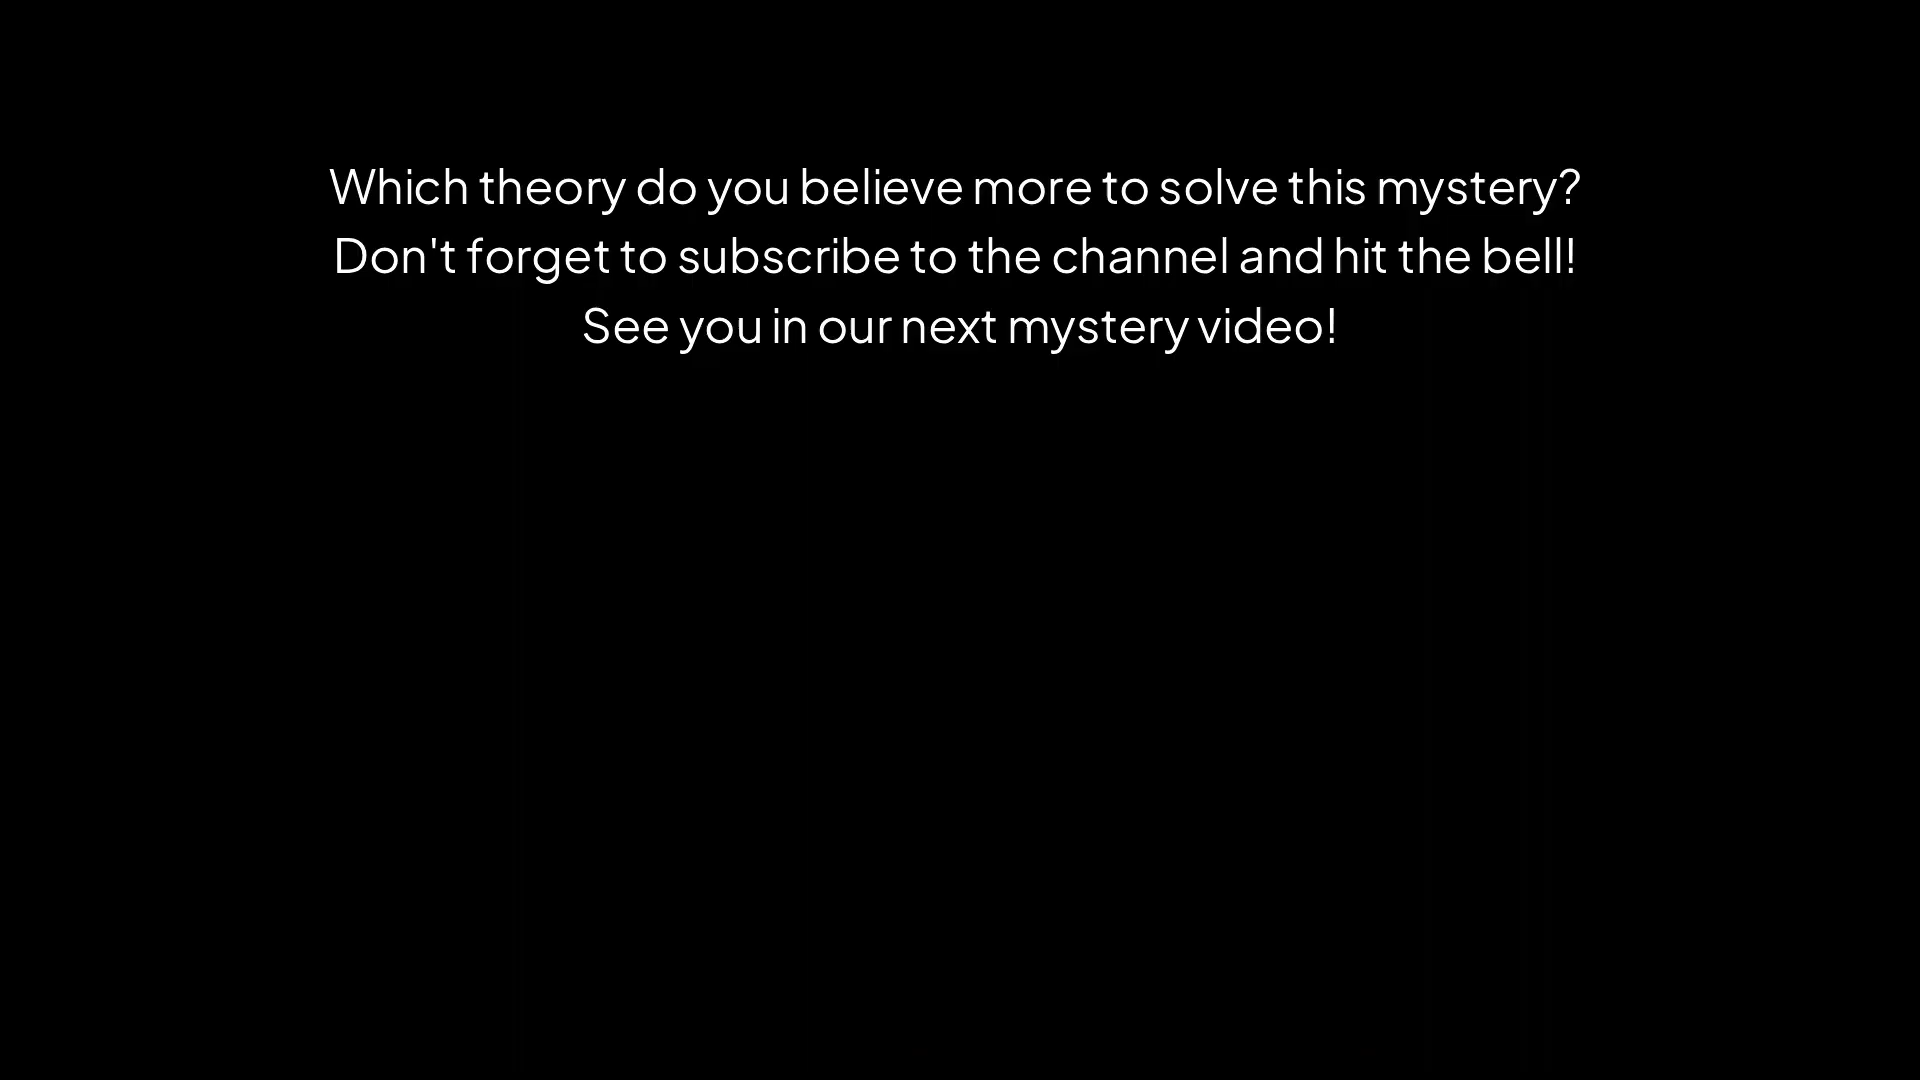 Which theory do you believe more to solve this mystery?
Don't forget to subscribe to the channel and hit the bell!
See you in our next mystery video!